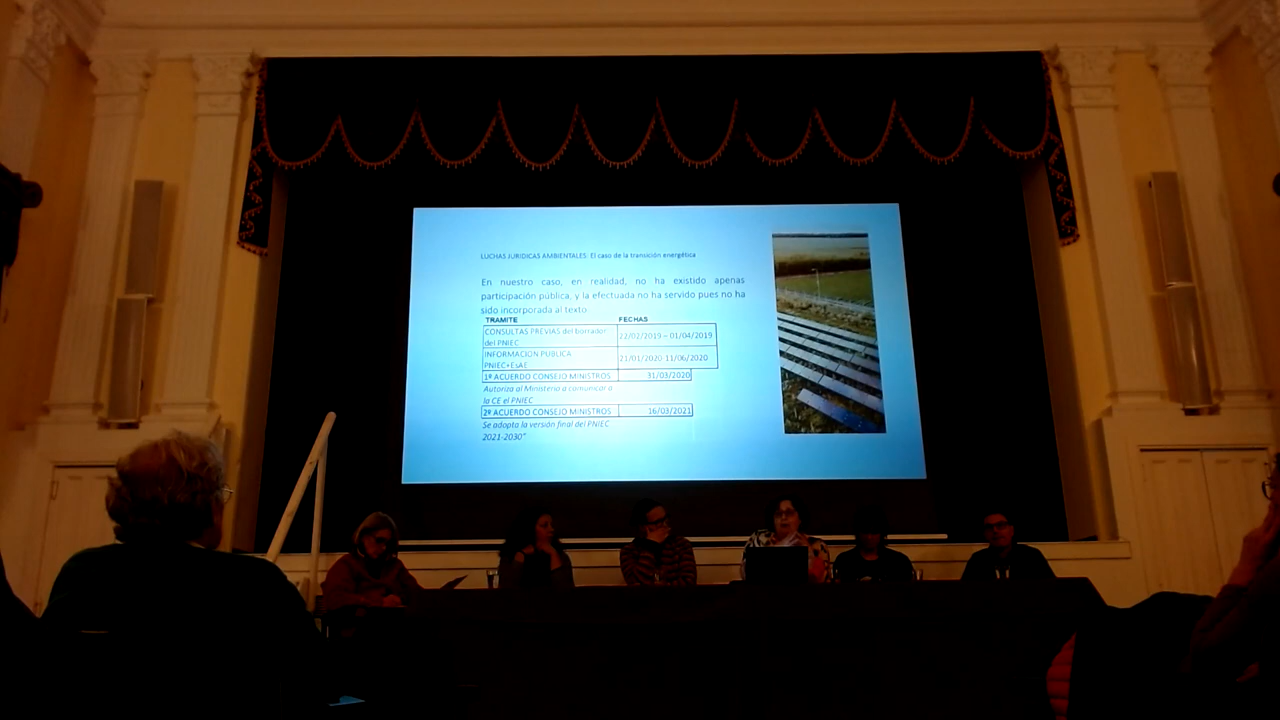 LUCHAS JURIDICAS AMBIENTALES: El caso de la transición energética
En nuestro caso, en realidad, no ha existido apenas
participación pública, y la efectuada no ha servido pues no ha
sido incorporada al texto
TRAMITE FECHAS
CONSULTAS PREVIAS del borrador 22/02/2019 – 01/04/2019
del PNIEC
INFORMACION PUBLICA 21/01/2020-11/06/2020
PNIEC+EsAE
1º ACUERDO CONSEJO MINISTROS 31/03/2020
Autoriza al Ministerio a comunicar a
la CE el PNIEC
2º ACUERDO CONSEJO MINISTROS 16/03/2021
Se adopta la versión final del PNIEC
2021-2030"